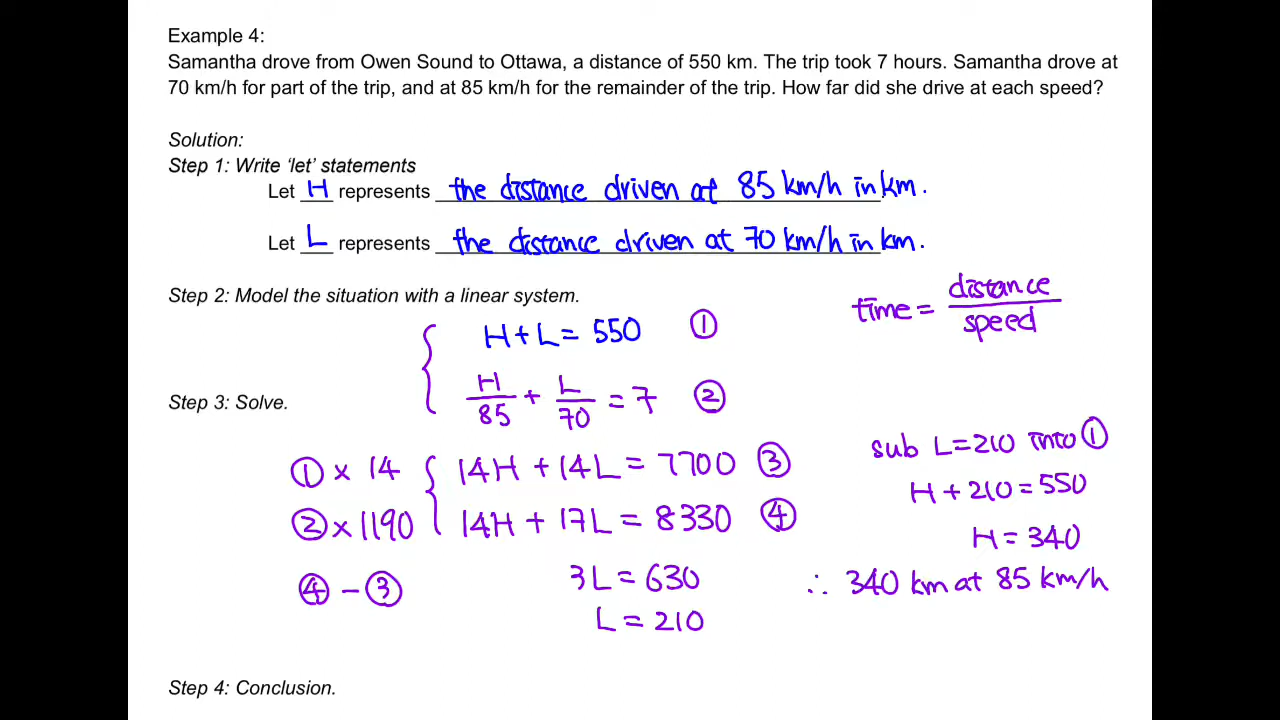 Example 4:
Samantha drove from Owen Sound to Ottawa, a distance of 550 km. The trip took 7 hours. Samantha drove at
70 km/h for part of the trip, and at 85 km/h for the remainder of the trip. How far did she drive at each speed?
Solution:
Step 1: Write ‘let’ statements
Let H represents the distance driven at 85 km/h in km.
Let L represents the distance driven at 70 km/h in km.
Step 2: Model the situation with a linear system.
time = distance / speed
H + L = 550 ①
H/85 + L/70 = 7 ②
Step 3: Solve.
① × 14 14H + 14L = 7700 ③
② × 1190 14H + 17L = 8330 ④
④ − ③ 3L = 630
L = 210
sub L = 210 into ①
H + 210 = 550
H = 340
∴ 340 km at 85 km/h
Step 4: Conclusion.